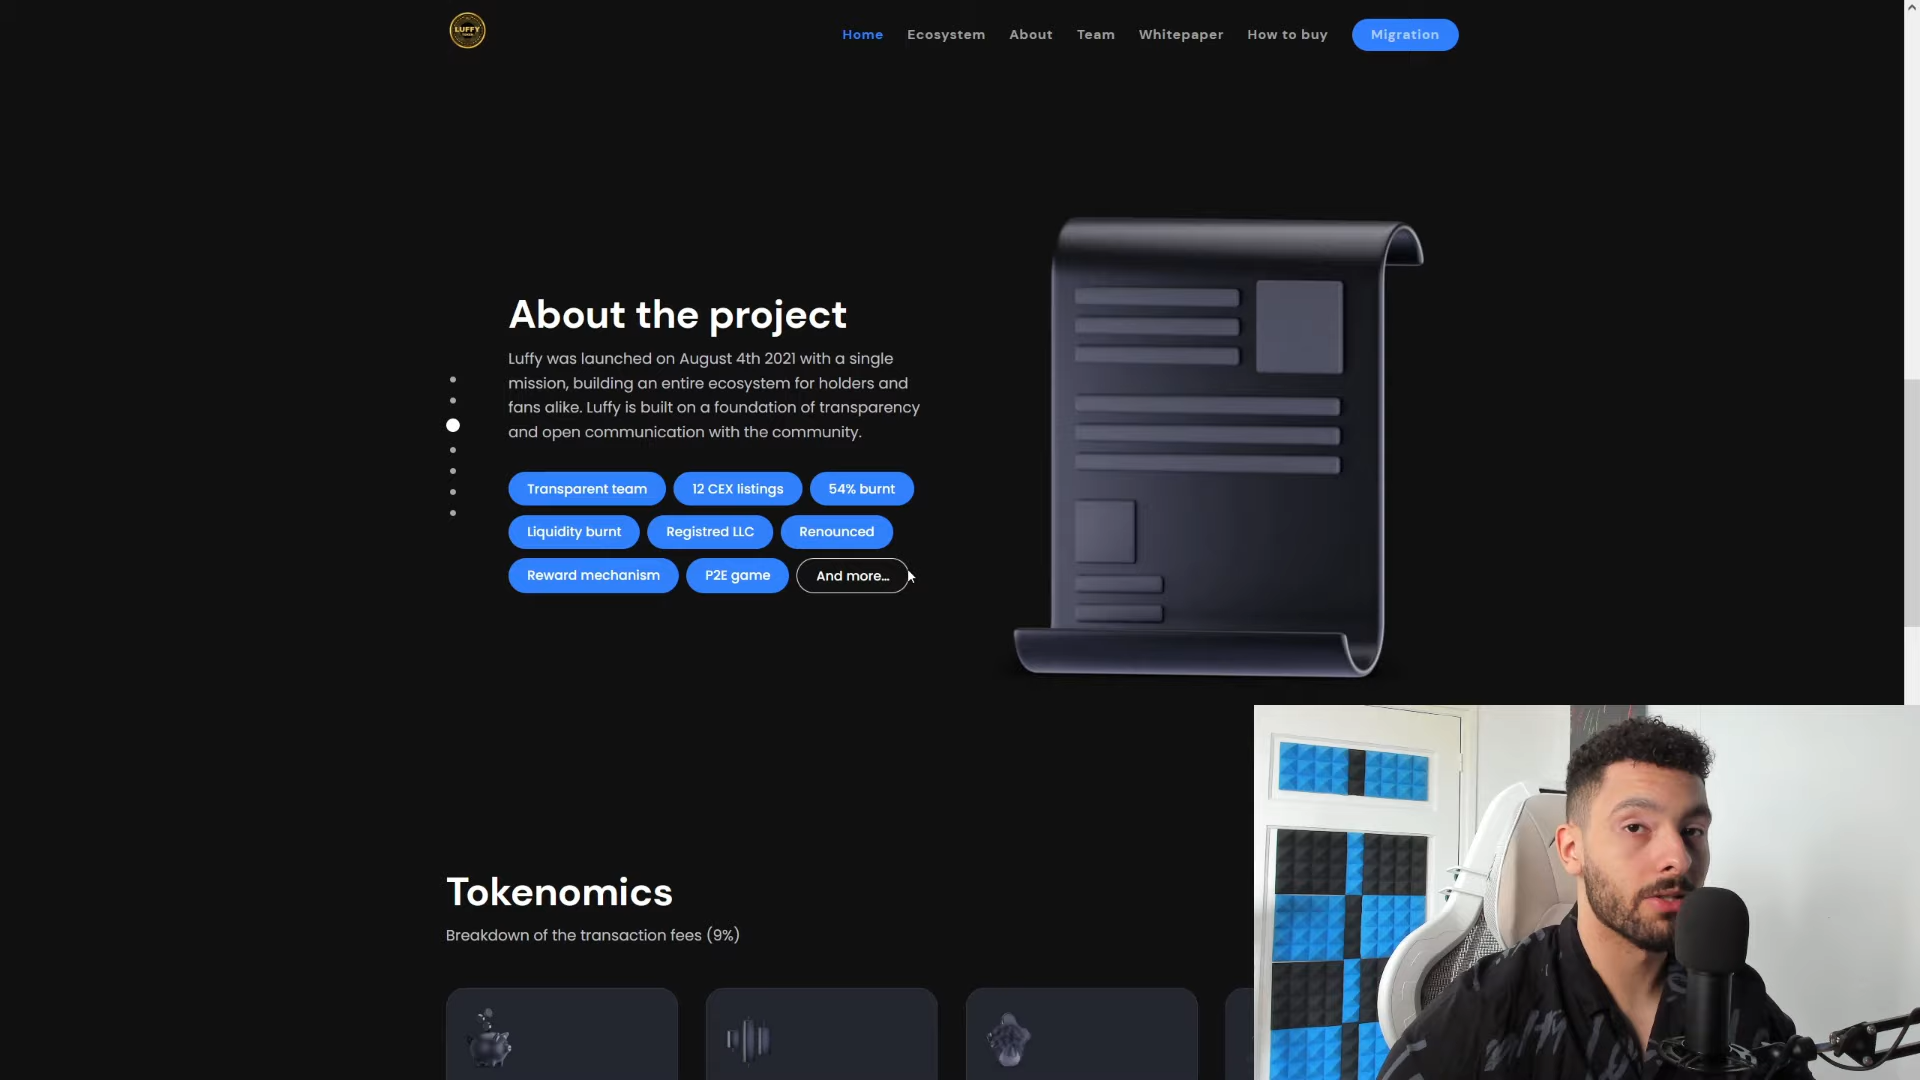 LUFFY
Home Ecosystem About Team Whitepaper How to buy Migration
About the project
Luffy was launched on August 4th 2021 with a single
mission, building an entire ecosystem for holders and
fans alike. Luffy is built on a foundation of transparency
and open communication with the community.
Transparent team 12 CEX listings 54% burnt
Liquidity burnt Registred LLC Renounced
Reward mechanism P2E game And more...
Tokenomics
Breakdown of the transaction fees (9%)